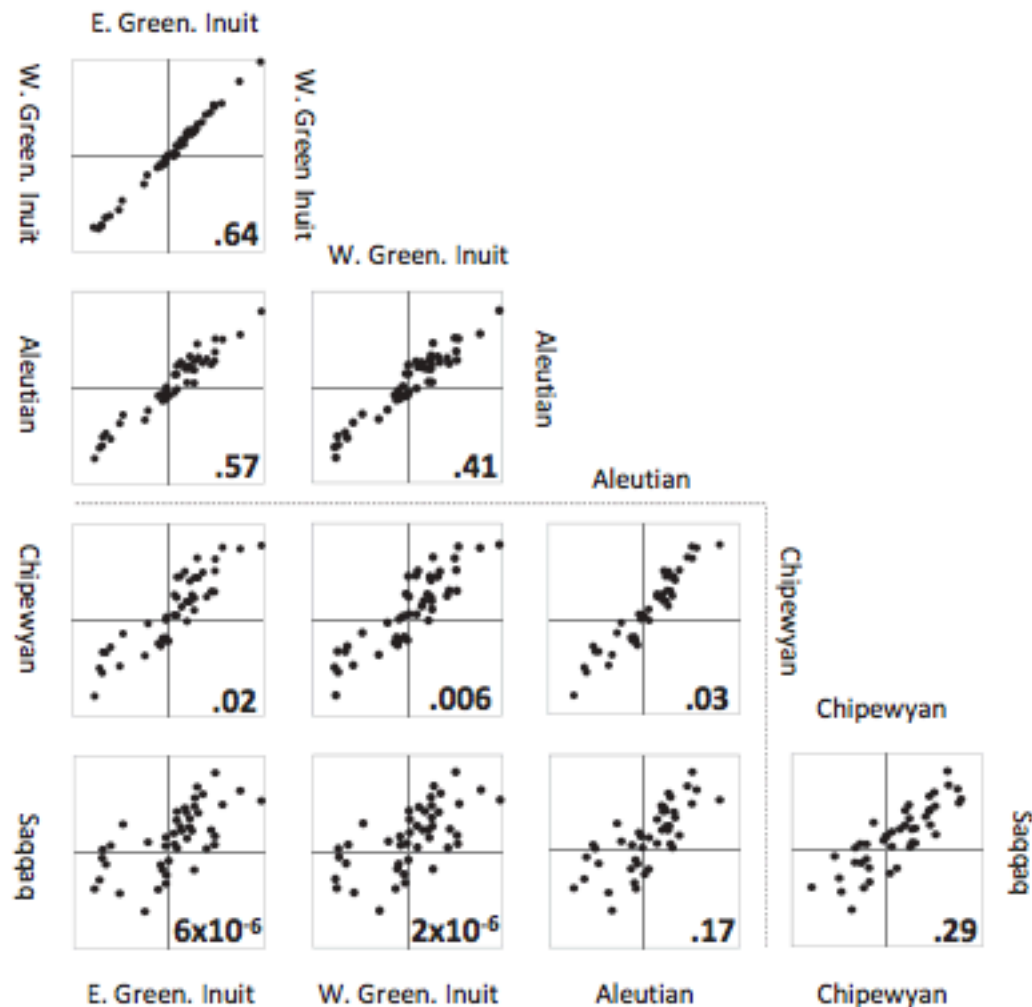 E. Green. Inuit
W. Green. Inuit
W. Green Inuit
.64
W. Green. Inuit
Aleutian
Aleutian
.57
.41
Aleutian
Chipewyan
Chipewyan
.02
.006
.03
Chipewyan
Saqqaq
Saqqaq
6x10⁻⁶
2x10⁻⁶
.17
.29
E. Green. Inuit
W. Green. Inuit
Aleutian
Chipewyan